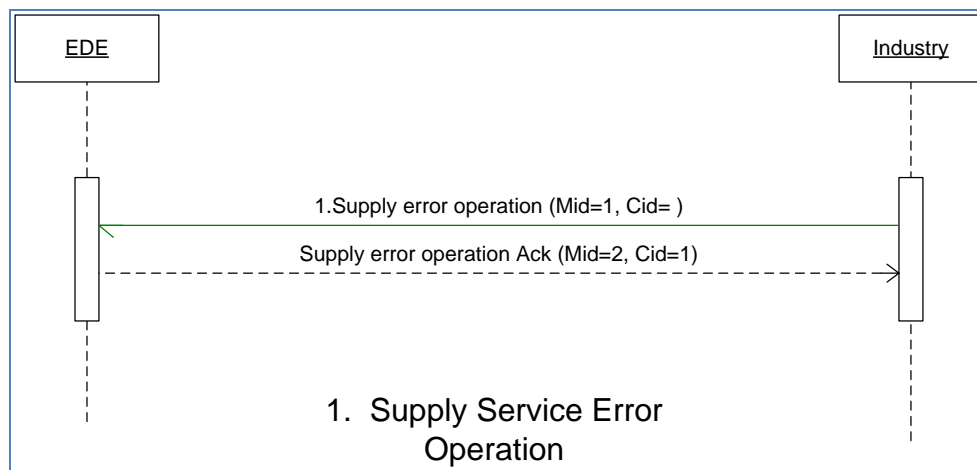 EDE
Industry
1.Supply error operation (Mid=1, Cid= )
Supply error operation Ack (Mid=2, Cid=1)
1. Supply Service Error
Operation